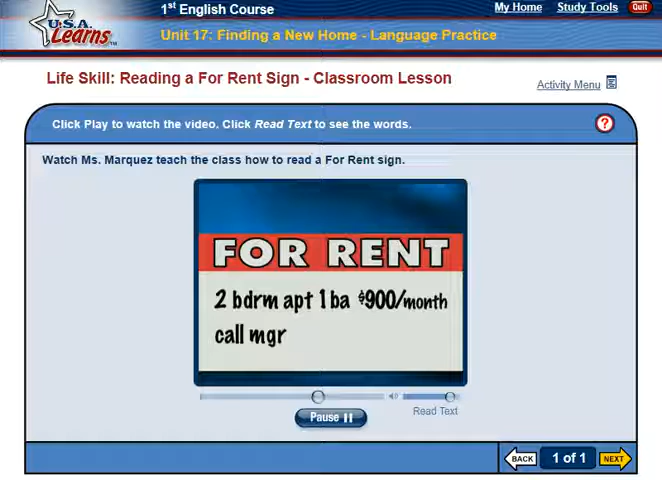 U.S.A.
Learns™
1st English Course
My Home
Study Tools
Quit
Unit 17: Finding a New Home - Language Practice
Life Skill: Reading a For Rent Sign - Classroom Lesson
Activity Menu
Click Play to watch the video. Click Read Text to see the words.
?
Watch Ms. Marquez teach the class how to read a For Rent sign.
FOR RENT
2 bdrm apt 1 ba $900/month
call mgr
Pause
Read Text
BACK
1 of 1
NEXT